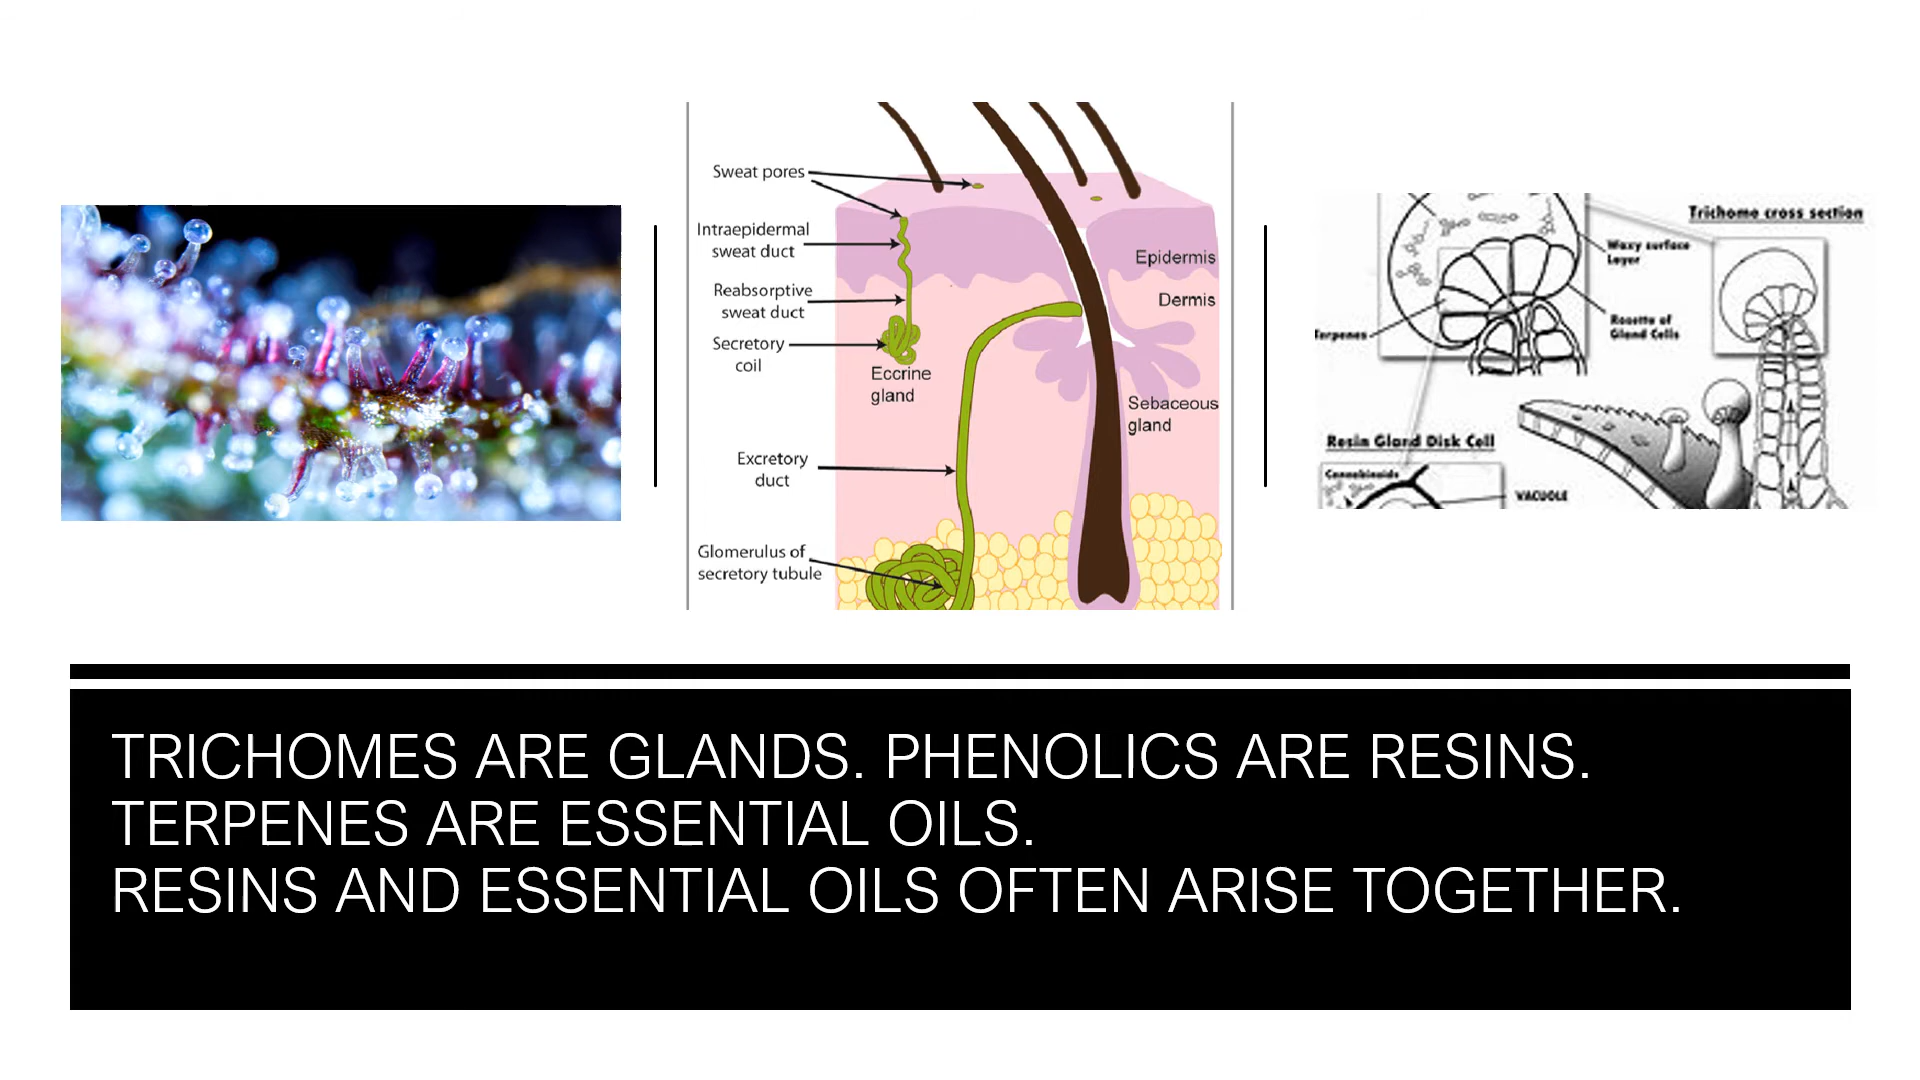 Sweat pores
Intraepidermal
sweat duct
Reabsorptive
sweat duct
Secretory
coil
Eccrine
gland
Excretory
duct
Glomerulus of
secretory tubule
Epidermis
Dermis
Sebaceous
gland
Trichome cross section
Waxy surface
Layer
Terpenes
Rosette of
Gland Cells
Resin Gland Disk Cell
Cannabinoids
VACUOLE
TRICHOMES ARE GLANDS. PHENOLICS ARE RESINS.
TERPENES ARE ESSENTIAL OILS.
RESINS AND ESSENTIAL OILS OFTEN ARISE TOGETHER.